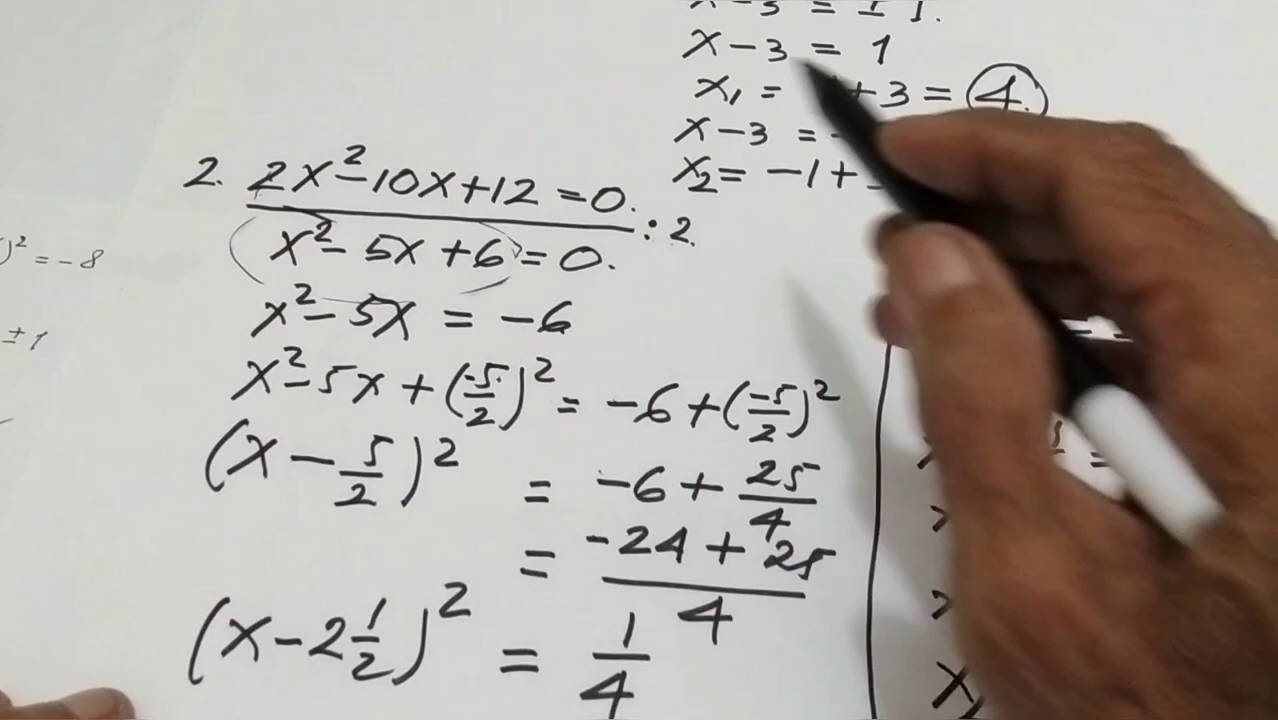 x - 3 = ± 1.
x - 3 = 1
x₁ = + 3 = 4.
x - 3 = -
x₂ = -1 +
2. 2x² - 10x + 12 = 0. : 2.
x² - 5x + 6 = 0.
x² - 5x = -6
x² - 5x + (-5/2)² = -6 + (-5/2)²
(x - 5/2)² = -6 + 25/4
= (-24 + 25)/4
(x - 2 1/2)² = 1/4
)² = -8
± 1